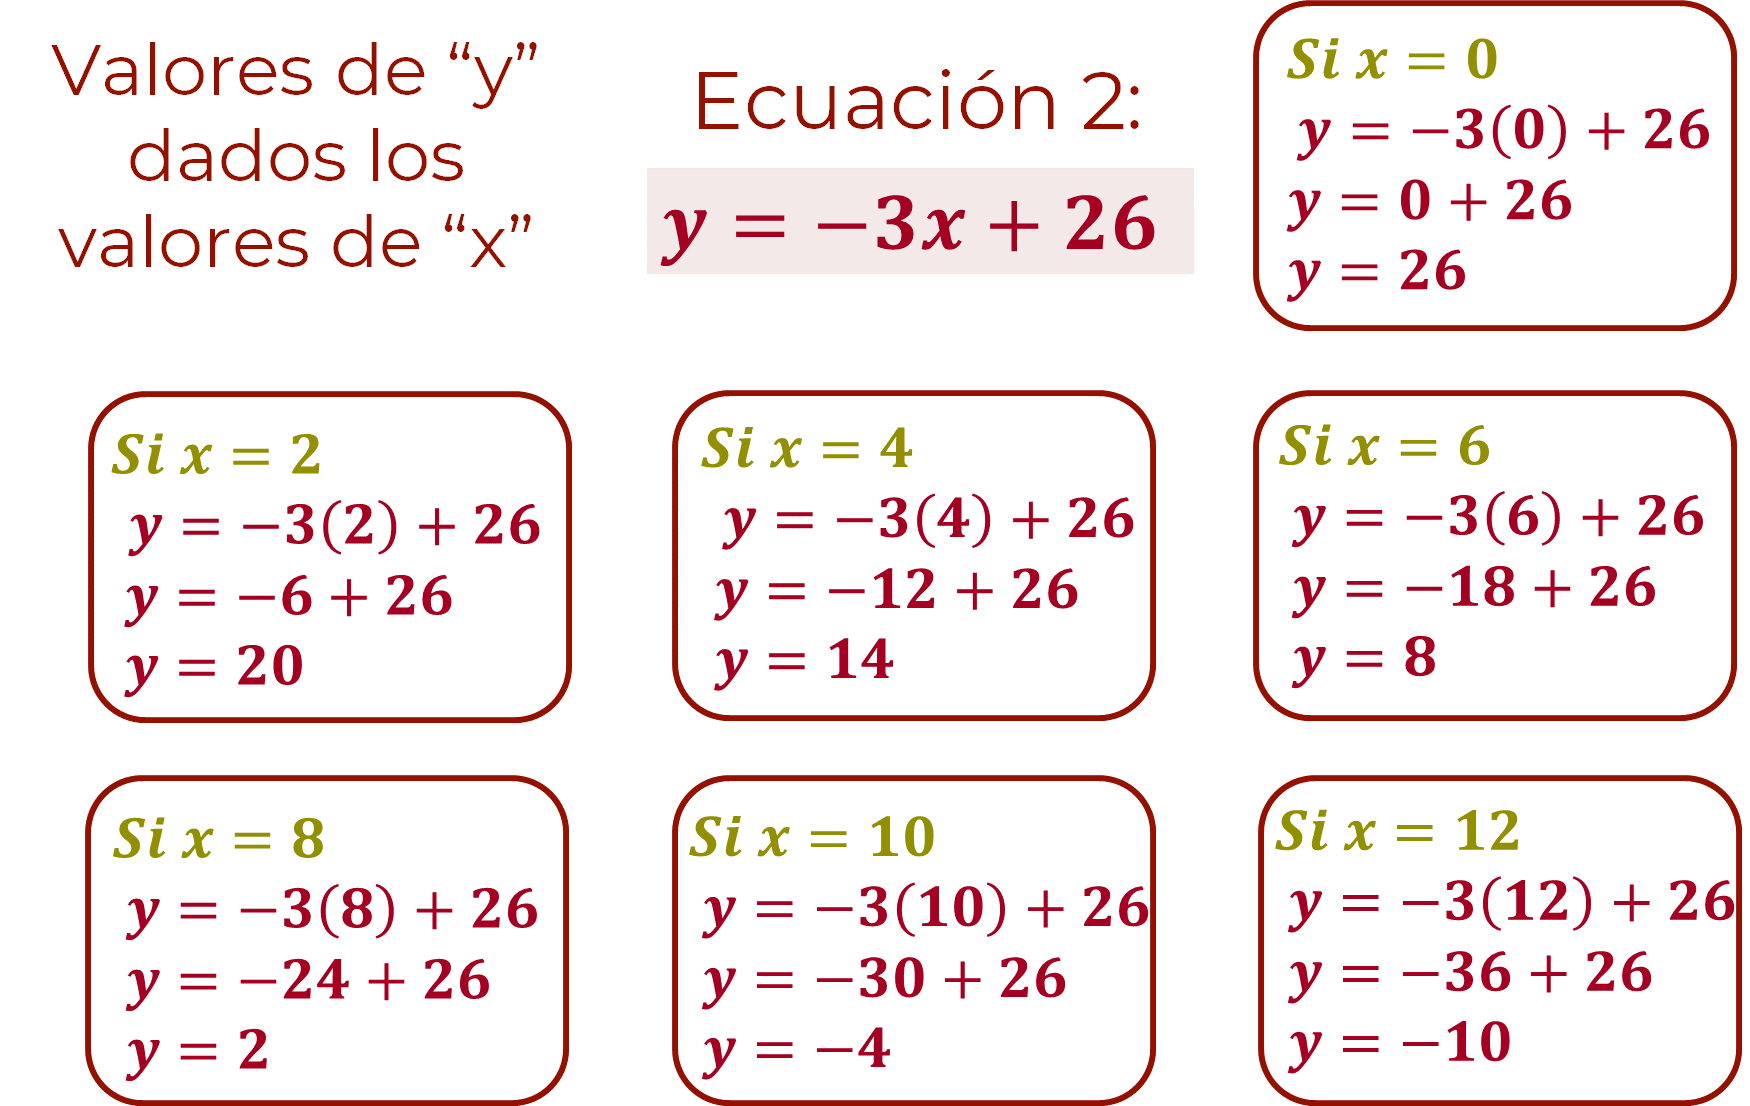 Valores de “y”
dados los
valores de “x”
Ecuación 2:
y = −3x + 26
Si x = 0
y = −3(0) + 26
y = 0 + 26
y = 26
Si x = 2
y = −3(2) + 26
y = −6 + 26
y = 20
Si x = 4
y = −3(4) + 26
y = −12 + 26
y = 14
Si x = 6
y = −3(6) + 26
y = −18 + 26
y = 8
Si x = 8
y = −3(8) + 26
y = −24 + 26
y = 2
Si x = 10
y = −3(10) + 26
y = −30 + 26
y = −4
Si x = 12
y = −3(12) + 26
y = −36 + 26
y = −10